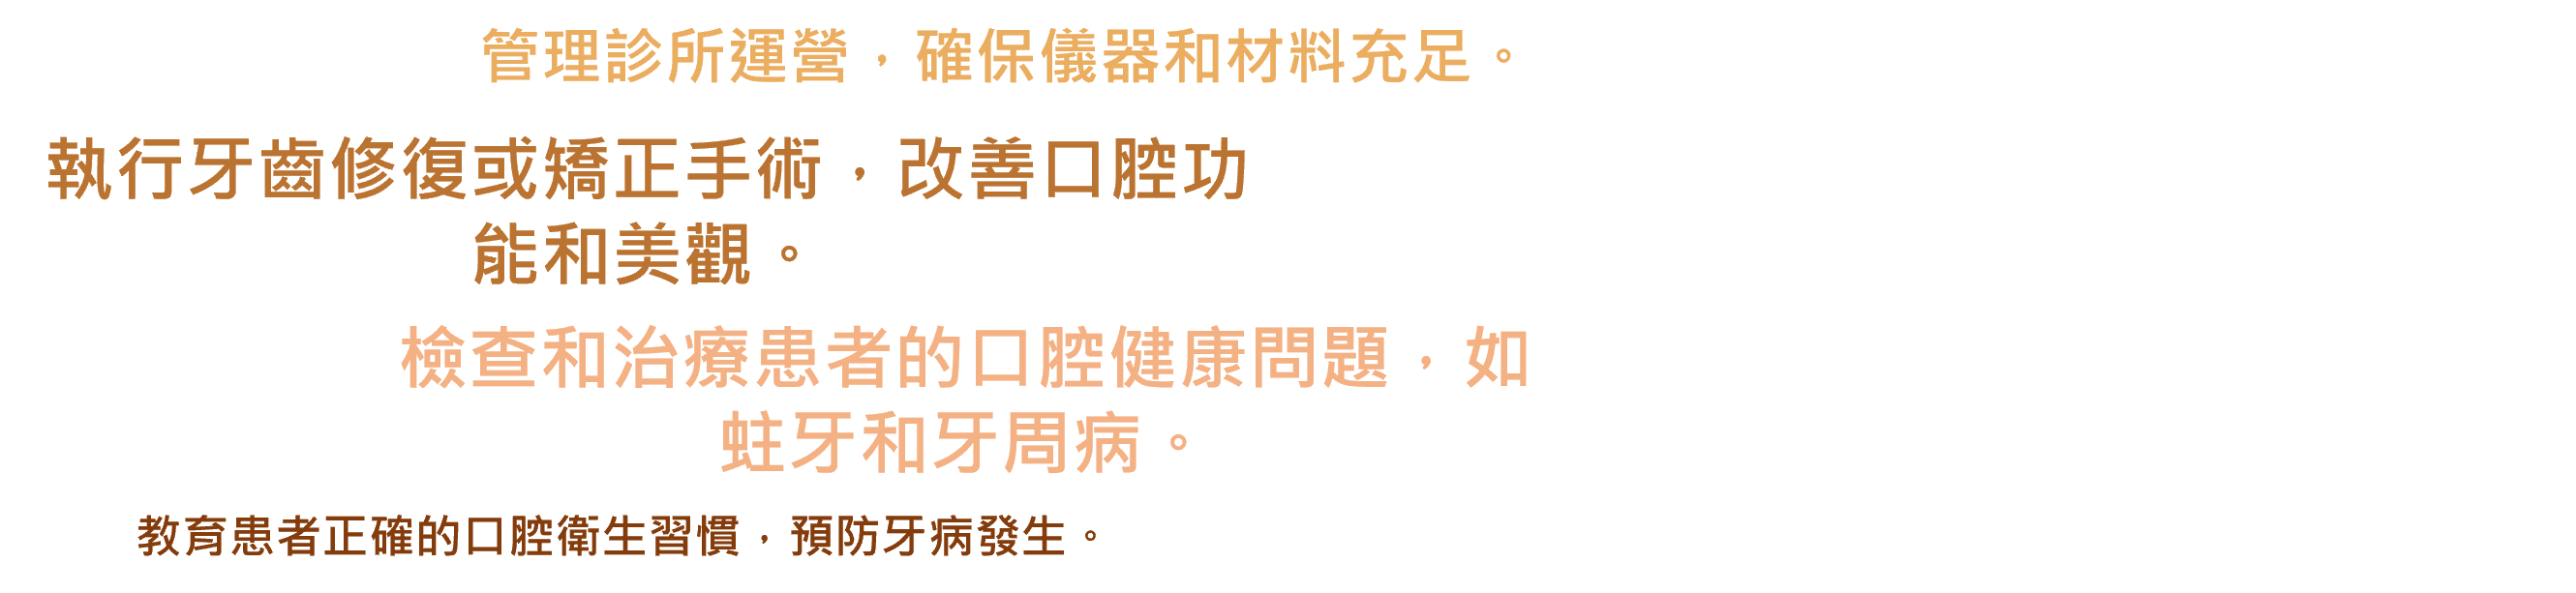 管理診所運營，確保儀器和材料充足。
執行牙齒修復或矯正手術，改善口腔功
能和美觀。
檢查和治療患者的口腔健康問題，如
蛀牙和牙周病。
教育患者正確的口腔衛生習慣，預防牙病發生。